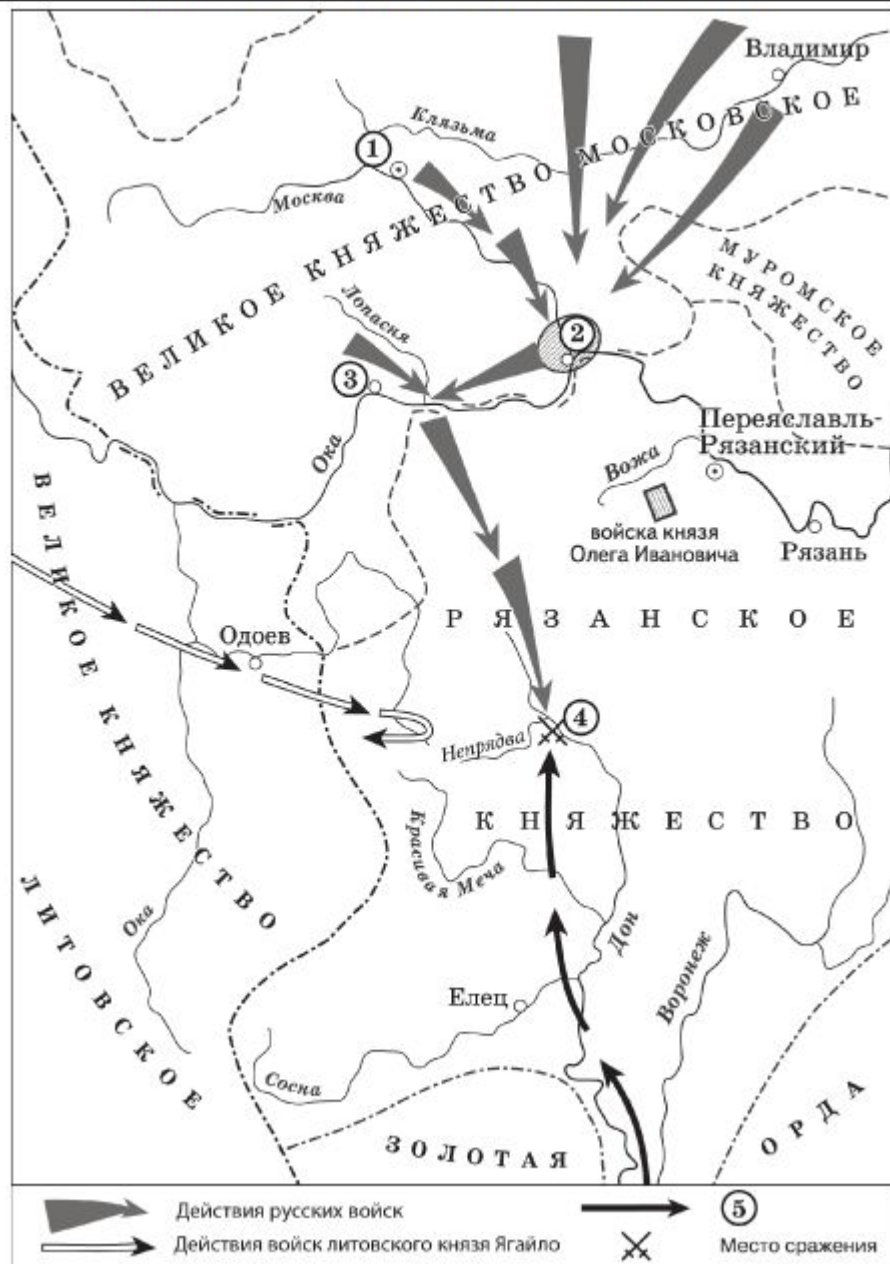 Владимир
Клязьма
①
Москва
ВЕЛИКОЕ КНЯЖЕСТВО МОСКОВСКОЕ
МУРОМСКОЕ
КНЯЖЕСТВО
Лопасня
②
③
Ока
Переяславль-
Рязанский
Вожа
войска князя
Олега Ивановича
Рязань
ВЕЛИКОЕ КНЯЖЕСТВО
ЛИТОВСКОЕ
РЯЗАНСКОЕ
Одоев
④
Непрядва
КНЯЖЕСТВО
Красивая Меча
Ока
Дон
Воронеж
Елец
Сосна
ЗОЛОТАЯ
ОРДА
Действия русских войск
⑤
Действия войск литовского князя Ягайло
Место сражения